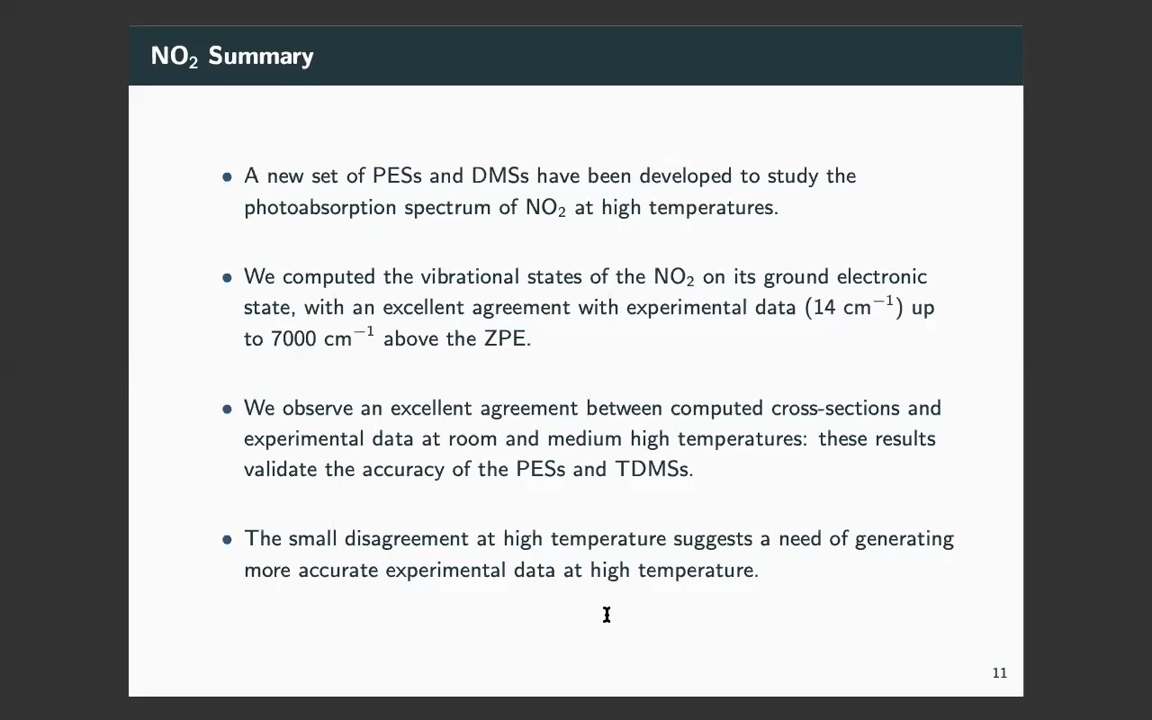 NO₂ Summary
• A new set of PESs and DMSs have been developed to study the
photoabsorption spectrum of NO₂ at high temperatures.
• We computed the vibrational states of the NO₂ on its ground electronic
state, with an excellent agreement with experimental data (14 cm⁻¹) up
to 7000 cm⁻¹ above the ZPE.
• We observe an excellent agreement between computed cross-sections and
experimental data at room and medium high temperatures: these results
validate the accuracy of the PESs and TDMSs.
• The small disagreement at high temperature suggests a need of generating
more accurate experimental data at high temperature.
11